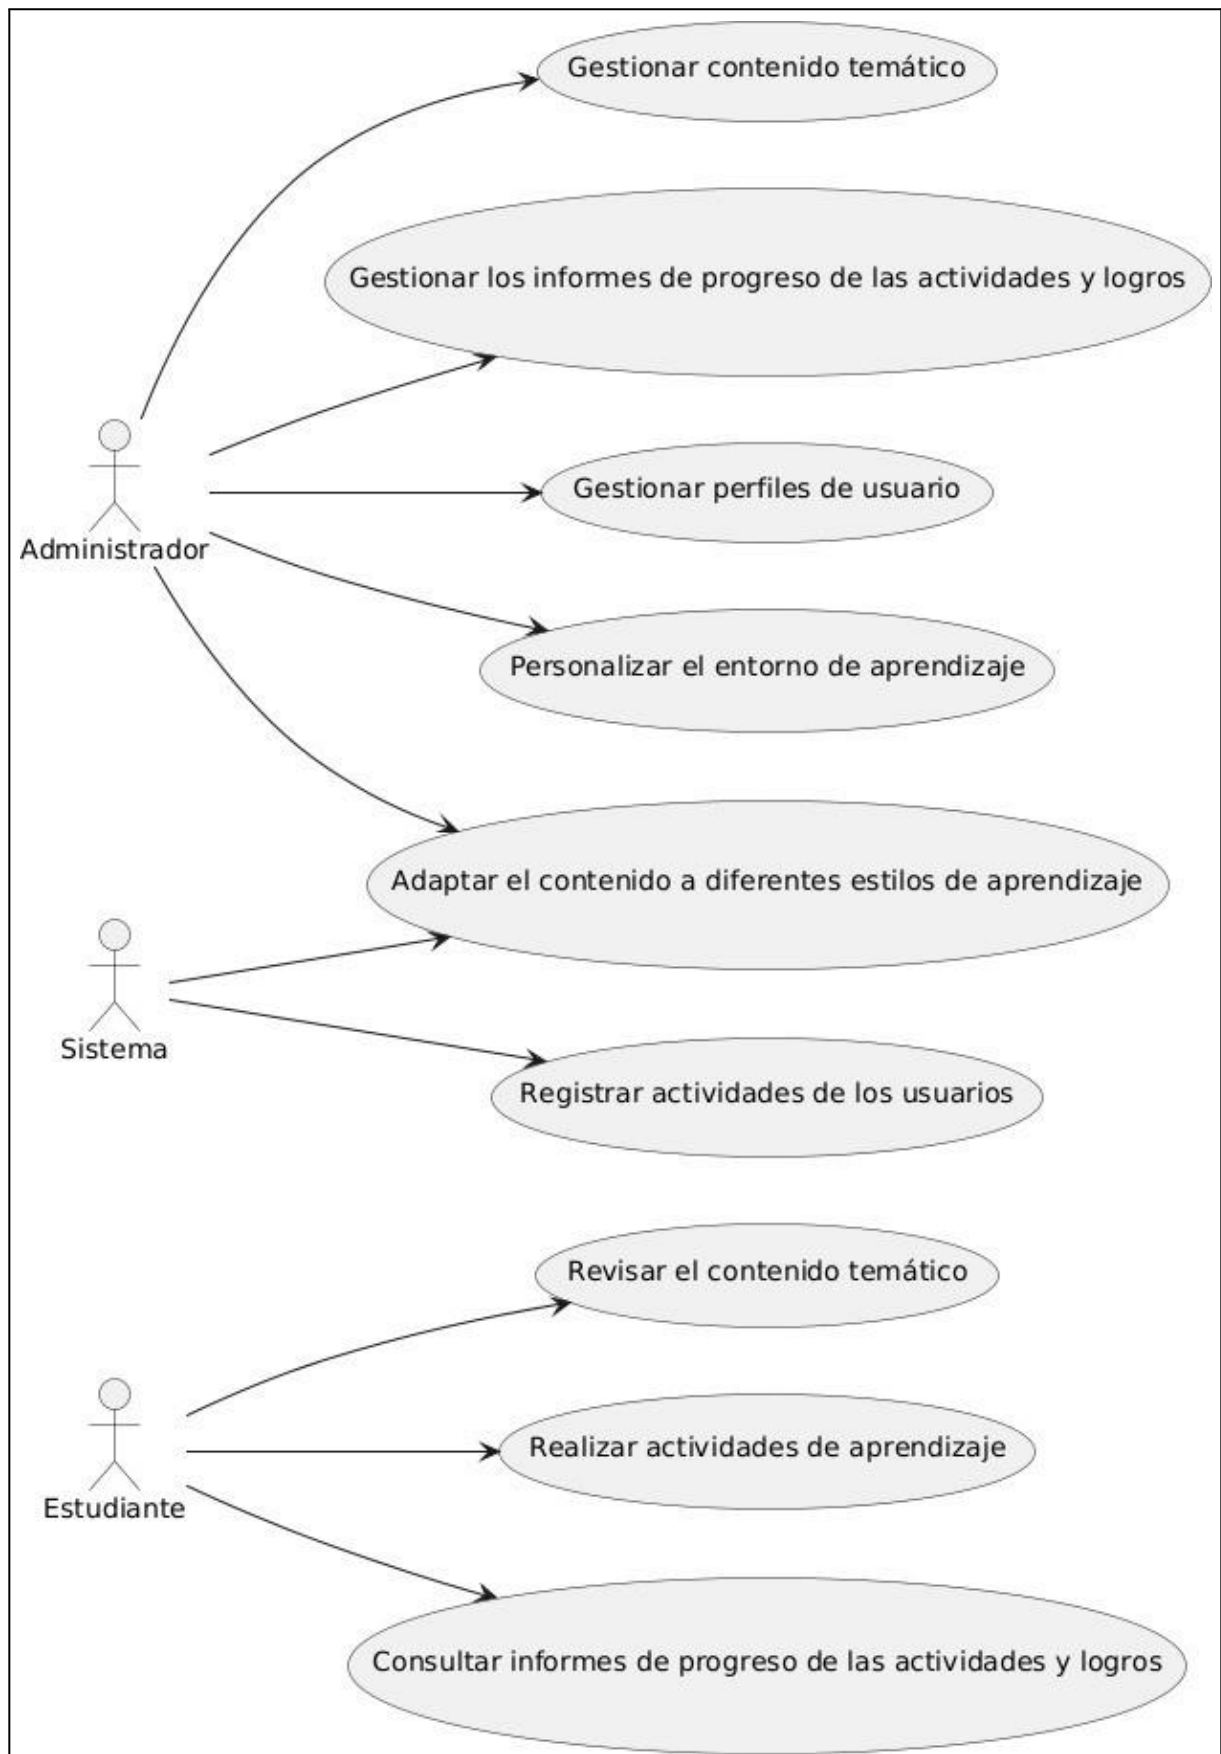 Gestionar contenido temático
Gestionar los informes de progreso de las actividades y logros
Gestionar perfiles de usuario
Administrador
Personalizar el entorno de aprendizaje
Adaptar el contenido a diferentes estilos de aprendizaje
Sistema
Registrar actividades de los usuarios
Revisar el contenido temático
Realizar actividades de aprendizaje
Estudiante
Consultar informes de progreso de las actividades y logros